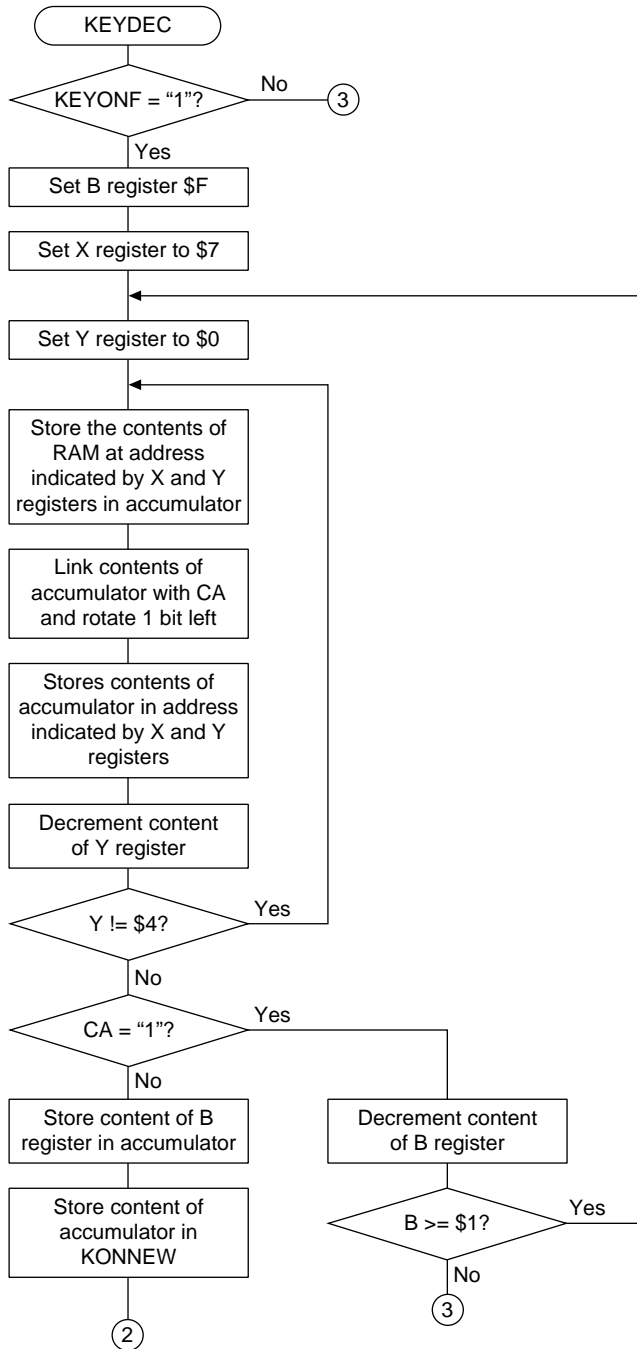 KEYDEC
KEYONF = “1”?
No
3
Yes
Set B register $F
Set X register to $7
Set Y register to $0
Store the contents of
RAM at address
indicated by X and Y
registers in accumulator
Link contents of
accumulator with CA
and rotate 1 bit left
Stores contents of
accumulator in address
indicated by X and Y
registers
Decrement content
of Y register
Y != $4?
Yes
No
CA = “1”?
Yes
No
Store content of B
register in accumulator
Store content of
accumulator in
KONNEW
2
Decrement content
of B register
B >= $1?
Yes
No
3